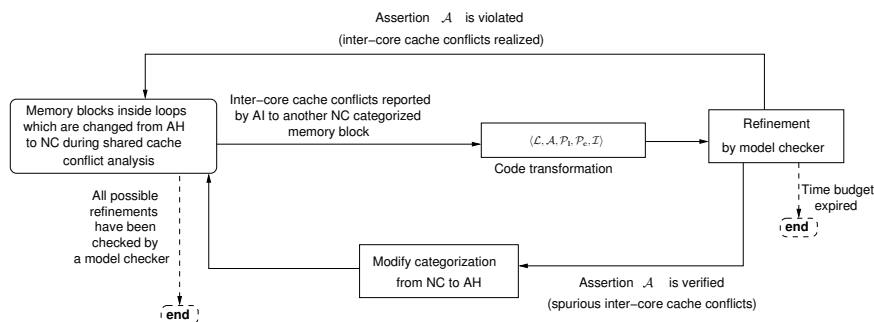 Assertion 𝒜 is violated
(inter−core cache conflicts realized)
Memory blocks inside loops
which are changed from AH
to NC during shared cache
conflict analysis
Inter−core cache conflicts reported
by AI to another NC categorized
memory block
⟨ℒ, 𝒜, 𝒫l, 𝒫c, ℐ⟩
Code transformation
Refinement
by model checker
All possible
refinements
have been
checked by
a model checker
Time budget
expired
end
Modify categorization
from NC to AH
Assertion 𝒜 is verified
(spurious inter−core cache conflicts)
end